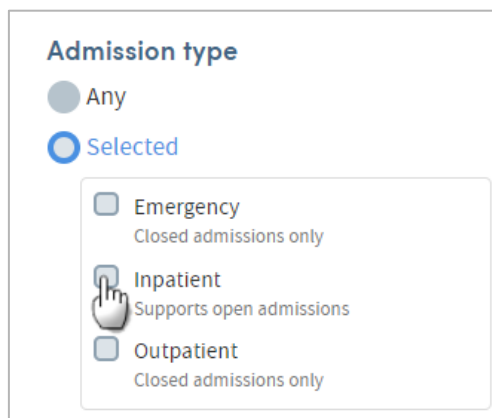 Admission type
Any
Selected
Emergency
Closed admissions only
Inpatient
Supports open admissions
Outpatient
Closed admissions only